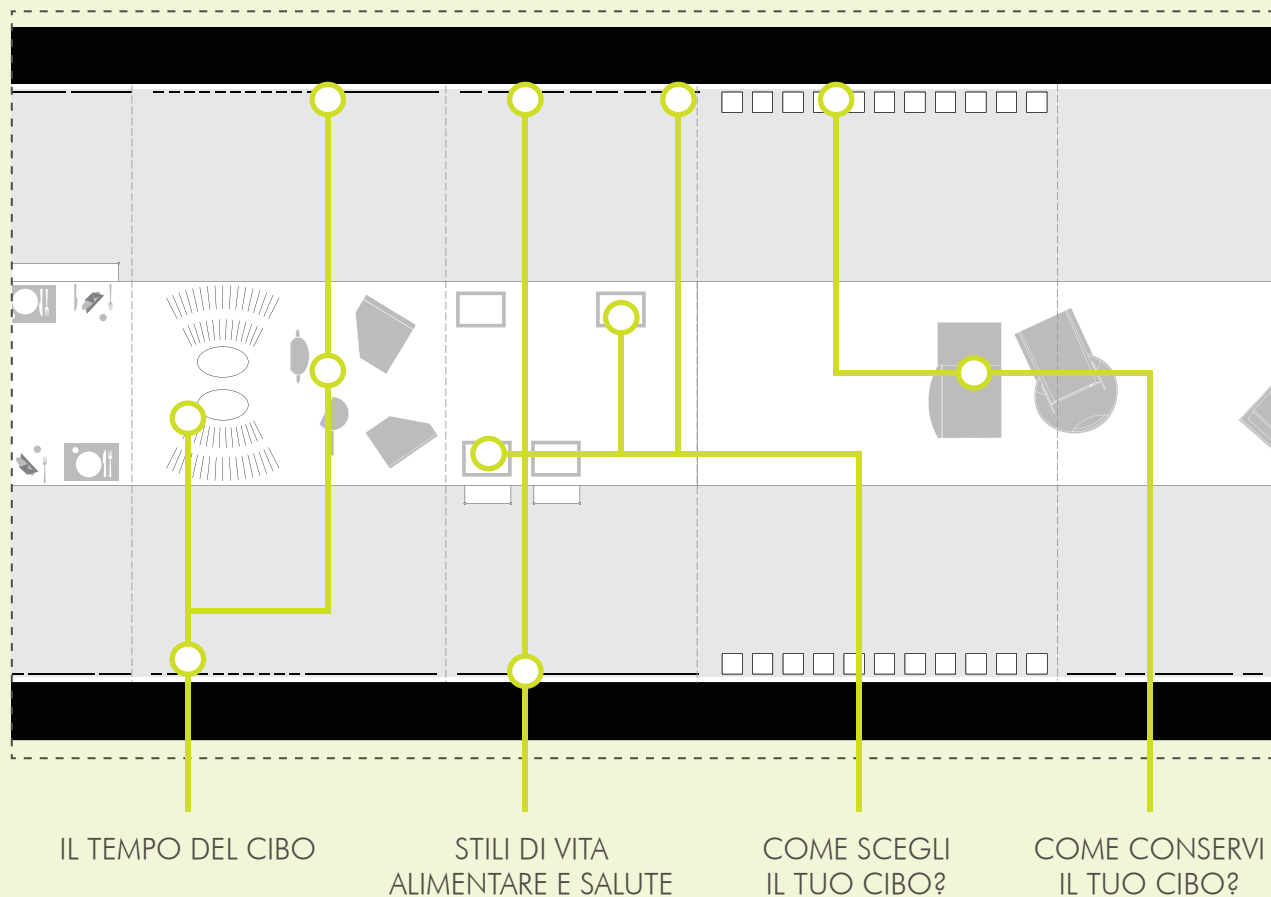 IL TEMPO DEL CIBO
STILI DI VITA
ALIMENTARE E SALUTE
COME SCEGLI
IL TUO CIBO?
COME CONSERVI
IL TUO CIBO?